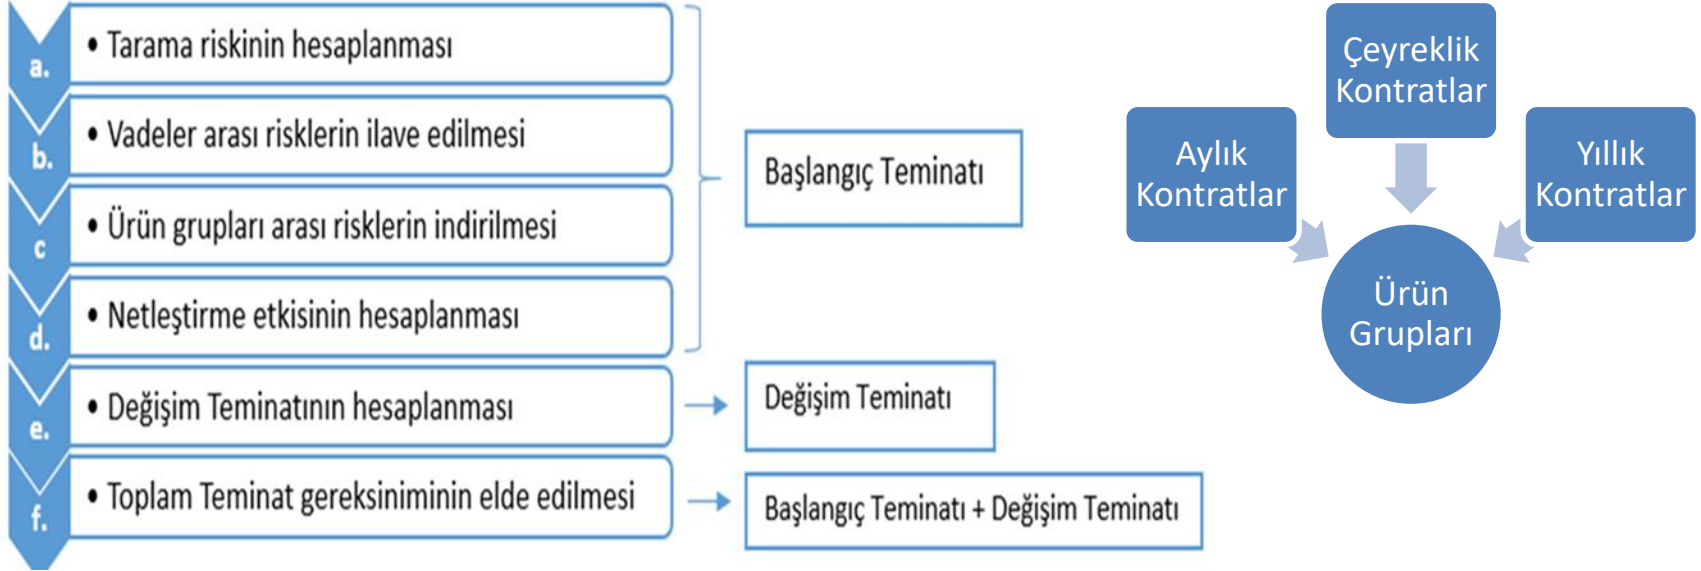 a.
• Tarama riskinin hesaplanması
b.
• Vadeler arası risklerin ilave edilmesi
c
• Ürün grupları arası risklerin indirilmesi
d.
• Netleştirme etkisinin hesaplanması
Başlangıç Teminatı
e.
• Değişim Teminatının hesaplanması
Değişim Teminatı
f.
• Toplam Teminat gereksiniminin elde edilmesi
Başlangıç Teminatı + Değişim Teminatı
Çeyreklik
Kontratlar
Aylık
Kontratlar
Yıllık
Kontratlar
Ürün
Grupları